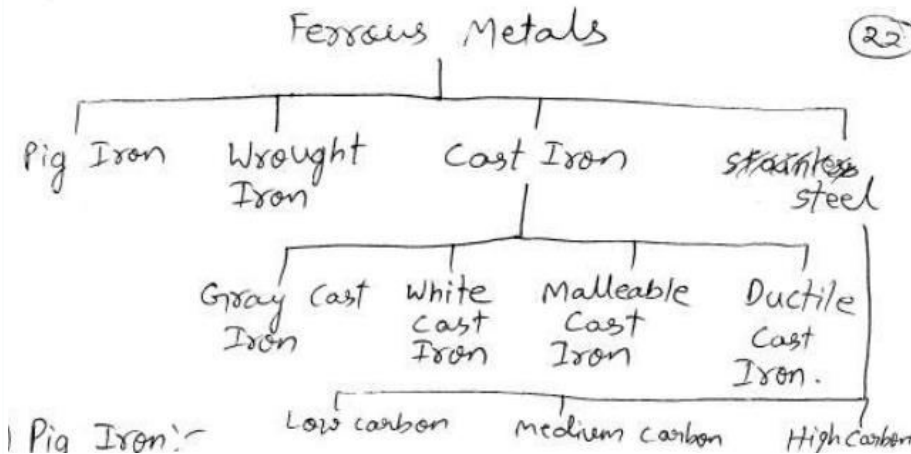 Ferrous Metals
22
Pig Iron
Wrought
Iron
Cast Iron
stainless
steel
Gray Cast
Iron
White
Cast
Iron
Malleable
Cast
Iron
Ductile
Cast
Iron.
Low carbon
medium carbon
High Carbon
) Pig Iron:-